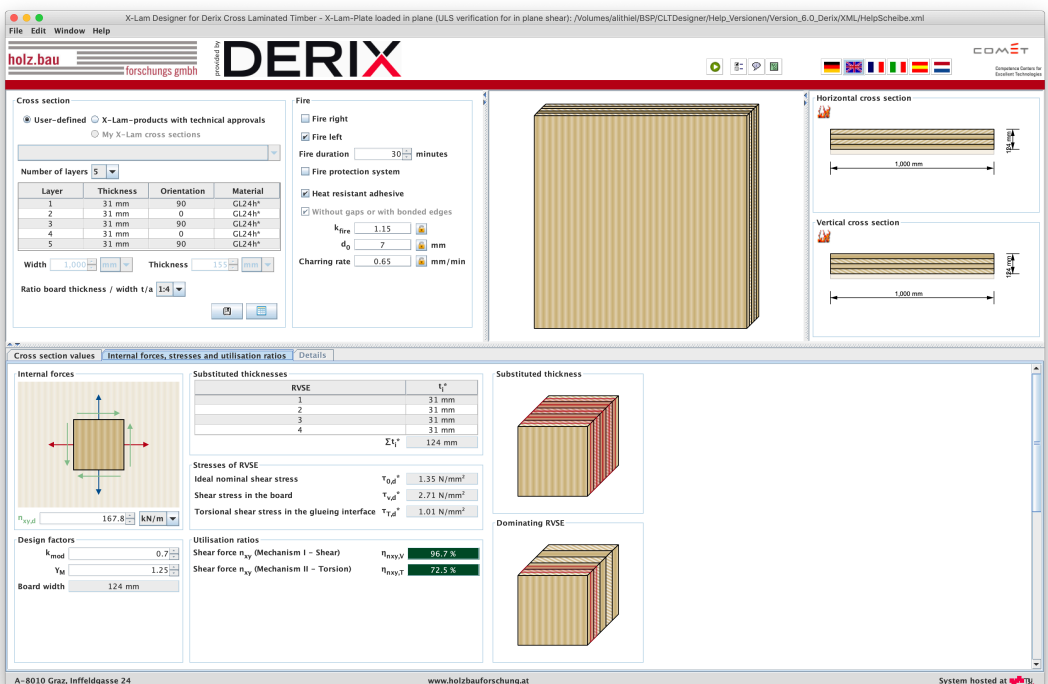 X-Lam Designer for Derix Cross Laminated Timber - X-Lam-Plate loaded in plane (ULS verification for in plane shear): /Volumes/alithiel/BSP/CLTDesigner/Help_Versionen/Version_6.0_Derix/XML/HelpScheibe.xml
File Edit Window Help
holz.bau
forschungs gmbh
provided by
DERIX
COMET
Competence Centers for
Excellent Technologies
Cross section
User-defined X-Lam-products with technical approvals
My X-Lam cross sections
Number of layers 5
Layer Thickness Orientation Material
1 31 mm 90 GL24h*
2 31 mm 0 GL24h*
3 31 mm 90 GL24h*
4 31 mm 0 GL24h*
5 31 mm 90 GL24h*
Width 1,000 mm Thickness 155 mm
Ratio board thickness / width t/a 1:4
Fire
Fire right
Fire left
Fire duration 30 minutes
Fire protection system
Heat resistant adhesive
Without gaps or with bonded edges
kfire 1.15
d0 7 mm
Charring rate 0.65 mm/min
Horizontal cross section
124 mm
1,000 mm
Vertical cross section
124 mm
1,000 mm
Cross section values Internal forces, stresses and utilisation ratios Details
Internal forces
nxy,d 167.8 kN/m
Design factors
kmod 0.7
γM 1.25
Board width 124 mm
Substituted thicknesses
RVSE ti*
1 31 mm
2 31 mm
3 31 mm
4 31 mm
Σti* 124 mm
Stresses of RVSE
Ideal nominal shear stress τ0,d* 1.35 N/mm²
Shear stress in the board τv,d* 2.71 N/mm²
Torsional shear stress in the glueing interface τT,d* 1.01 N/mm²
Utilisation ratios
Shear force nxy (Mechanism I - Shear) ηnxy,V 96.7 %
Shear force nxy (Mechanism II - Torsion) ηnxy,T 72.5 %
Substituted thickness
Dominating RVSE
A-8010 Graz, Inffeldgasse 24 www.holzbauforschung.at System hosted at TU